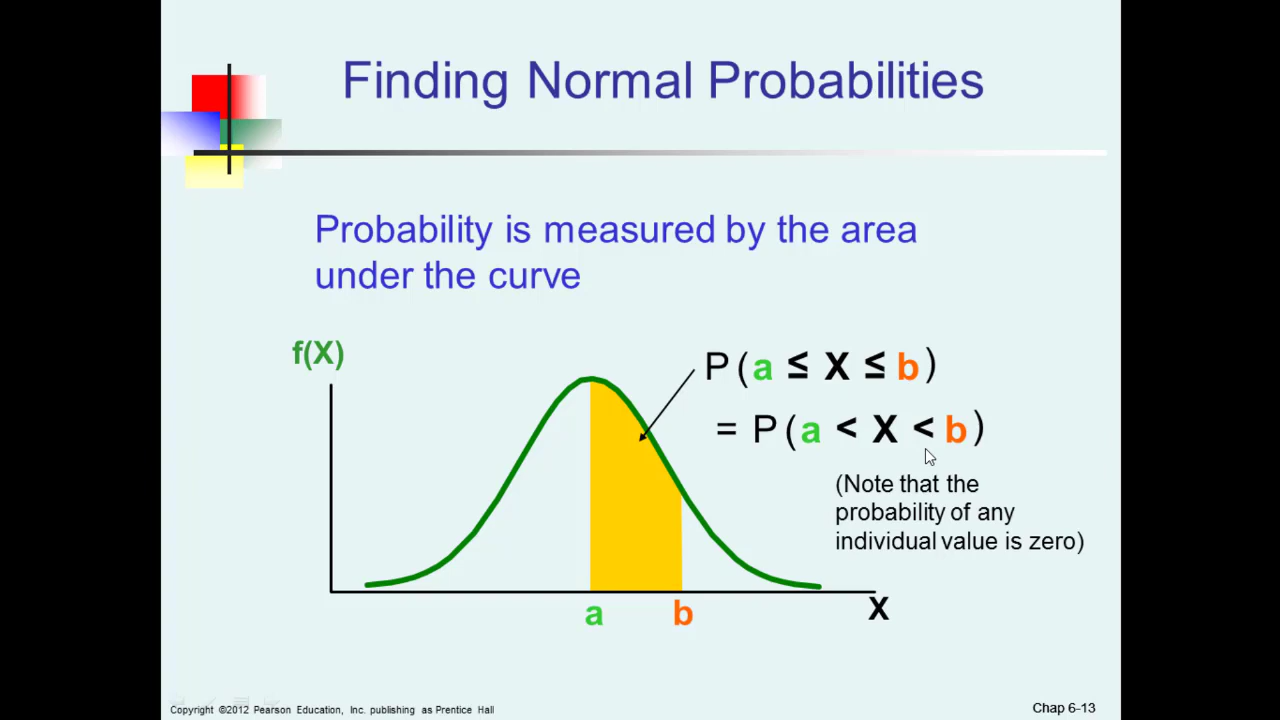 Finding Normal Probabilities
Probability is measured by the area
under the curve
f(X)
P(a ≤ X ≤ b)
= P(a < X < b)
(Note that the
probability of any
individual value is zero)
a
b
X
Copyright ©2012 Pearson Education, Inc. publishing as Prentice Hall
Chap 6-13